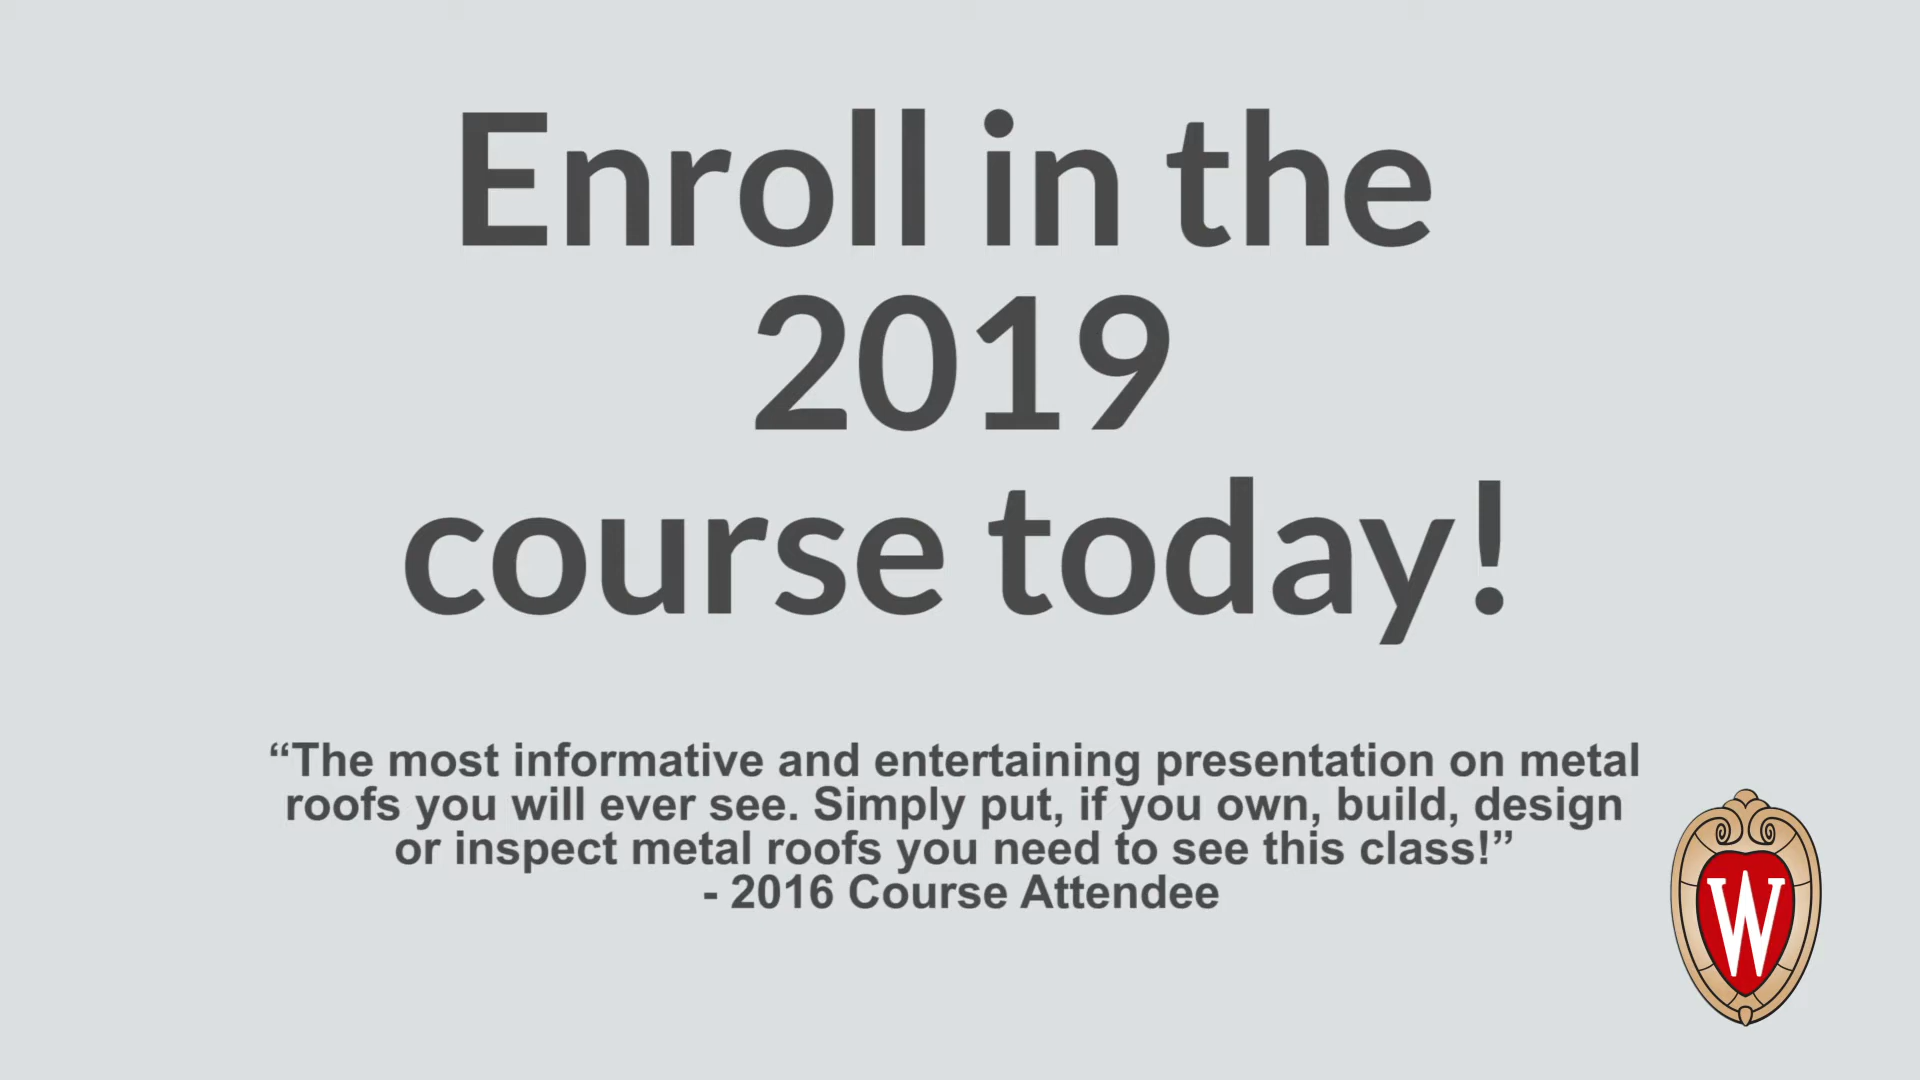 Enroll in the
2019
course today!
“The most informative and entertaining presentation on metal
roofs you will ever see. Simply put, if you own, build, design
or inspect metal roofs you need to see this class!”
- 2016 Course Attendee
W